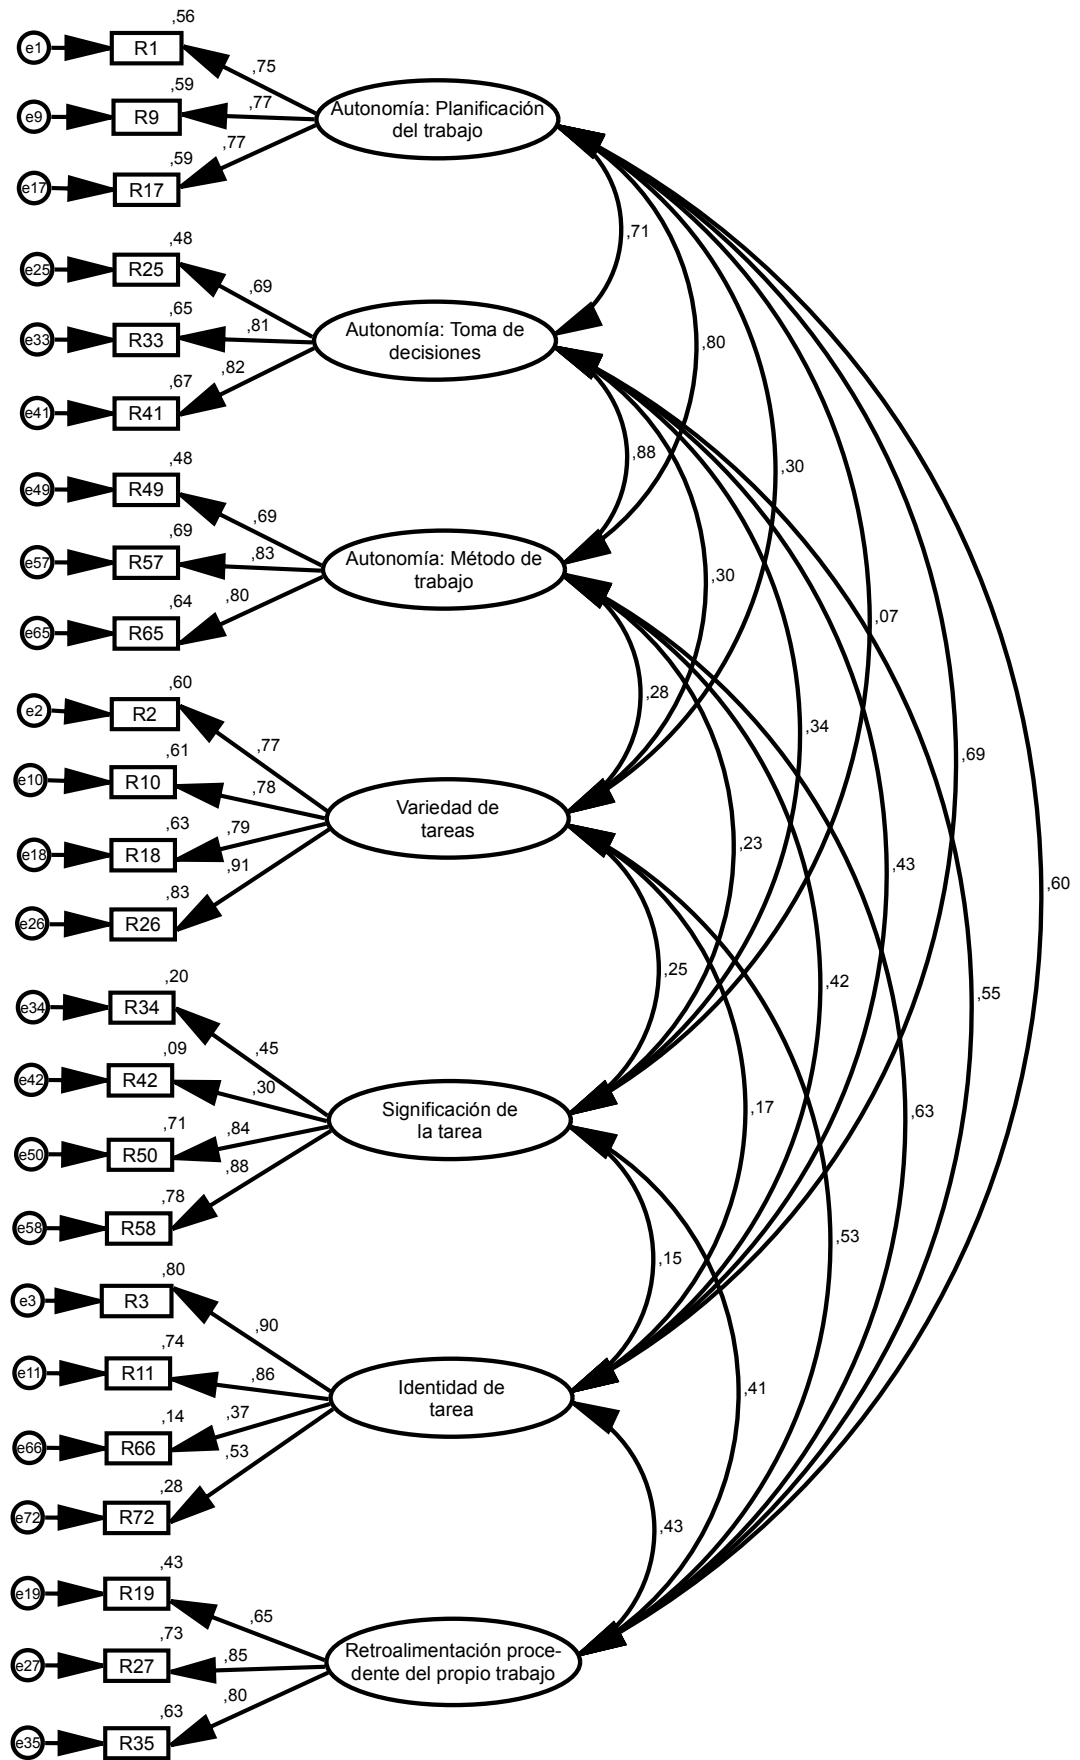 ,56
e1
R1
,75
,59
e9
R9
,77
Autonomía: Planificación
del trabajo
,59
e17
R17
,77
,71
,48
e25
R25
,69
,65
e33
R33
,81
Autonomía: Toma de
decisiones
,80
,67
e41
R41
,82
,88
,30
,48
e49
R49
,69
,69
e57
R57
,83
Autonomía: Método de
trabajo
,30
,07
,64
e65
R65
,80
,28
,34
,69
,60
e2
R2
,77
,61
e10
R10
,78
Variedad de
tareas
,63
e18
R18
,79
,23
,43
,60
,83
e26
R26
,91
,25
,42
,55
,20
e34
R34
,45
,09
e42
R42
,30
Significación de
la tarea
,17
,63
,71
e50
R50
,84
,78
e58
R58
,88
,15
,53
,80
e3
R3
,90
,74
e11
R11
,86
Identidad de
tarea
,41
,14
e66
R66
,37
,28
e72
R72
,53
,43
,43
e19
R19
,65
,73
e27
R27
,85
Retroalimentación proce-
dente del propio trabajo
,63
e35
R35
,80